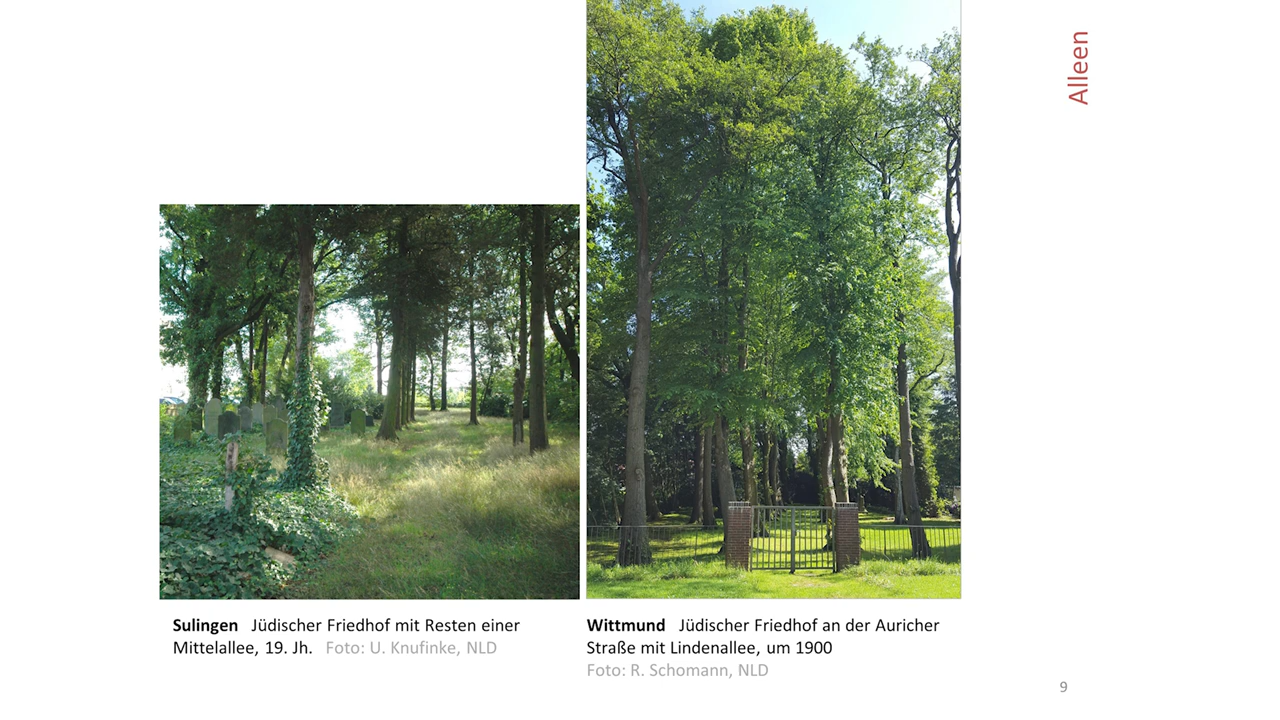 Alleen
Sulingen Jüdischer Friedhof mit Resten einer
Mittelallee, 19. Jh. Foto: U. Knufinke, NLD
Wittmund Jüdischer Friedhof an der Auricher
Straße mit Lindenallee, um 1900
Foto: R. Schomann, NLD
9